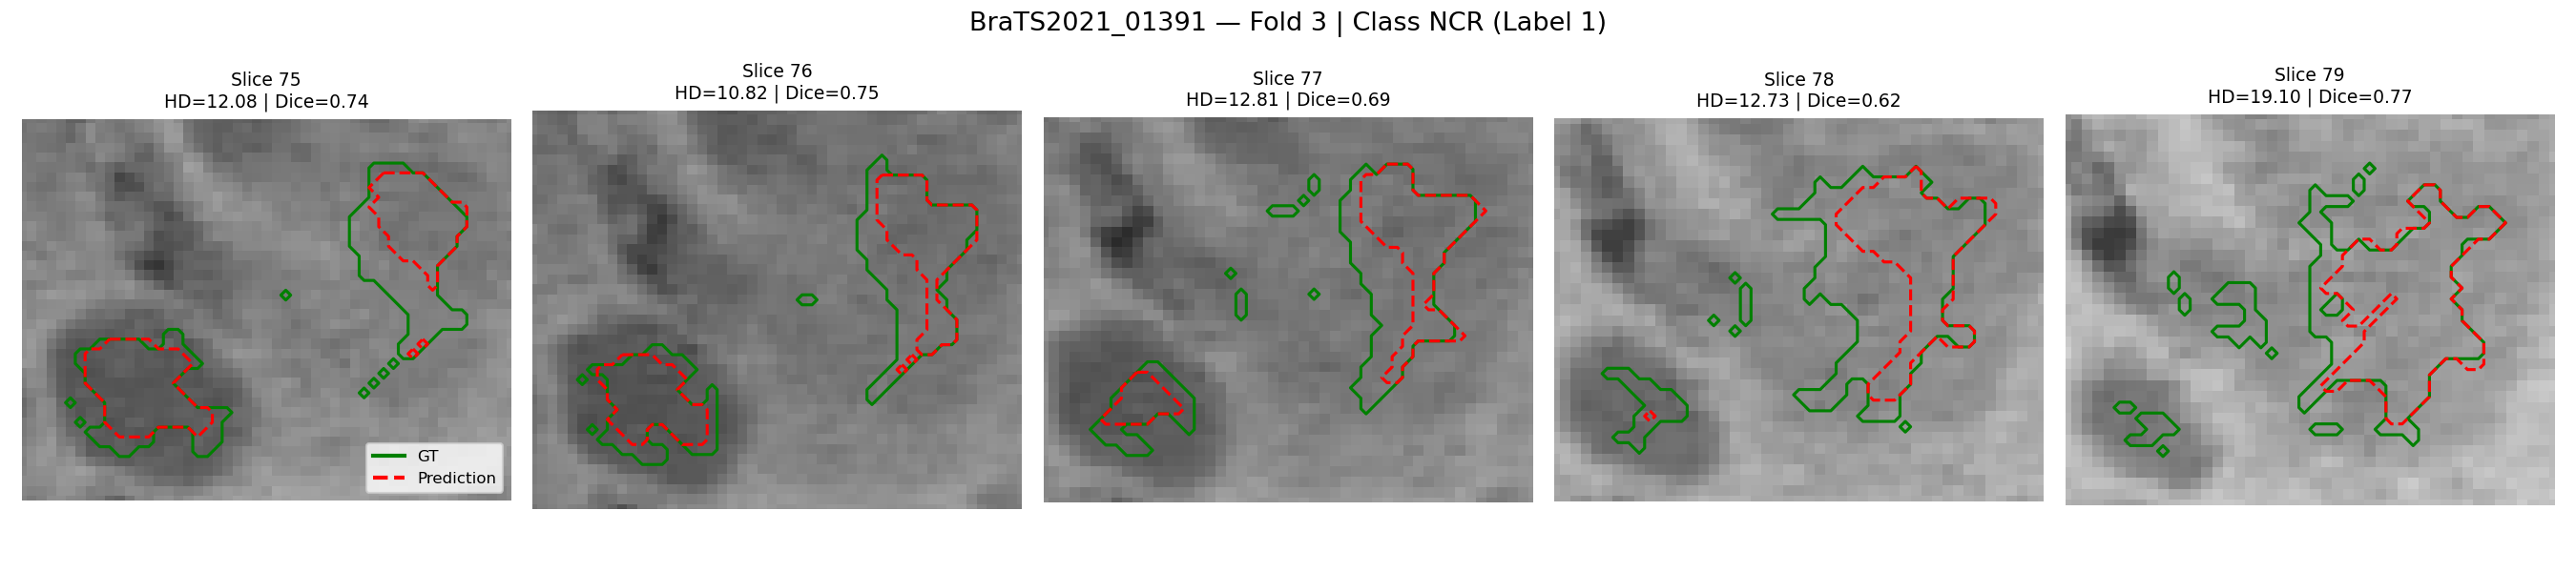 BraTS2021_01391 — Fold 3 | Class NCR (Label 1)
Slice 75
HD=12.08 | Dice=0.74
Slice 76
HD=10.82 | Dice=0.75
Slice 77
HD=12.81 | Dice=0.69
Slice 78
HD=12.73 | Dice=0.62
Slice 79
HD=19.10 | Dice=0.77
GT
Prediction